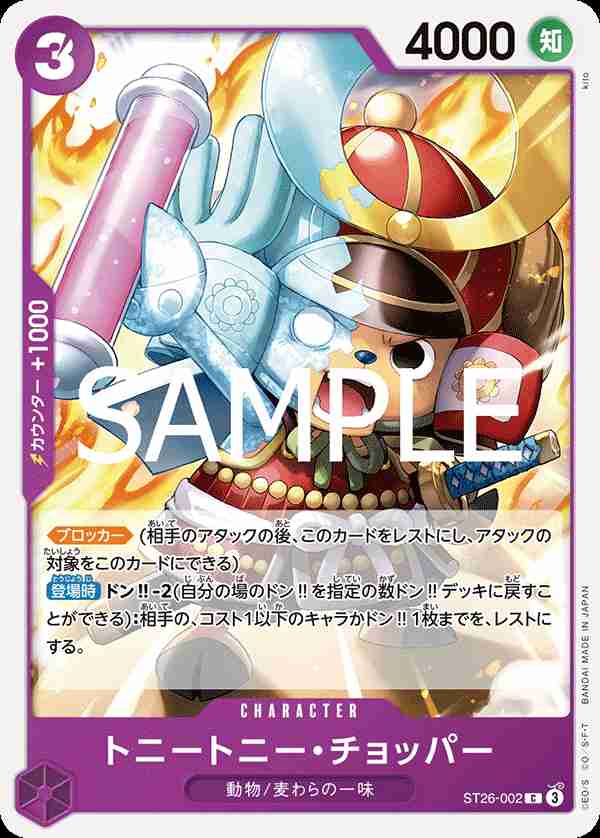 3
4000 知
kito
カウンター +1000
SAMPLE
ブロッカー (相手のアタックの後、このカードをレストにし、アタックの
対象をこのカードにできる)
登場時 ドン!!-2(自分の場のドン!!を指定の数ドン!!デッキに戻すこ
とができる):相手の、コスト1以下のキャラかドン!!1枚までを、レストに
する。
CHARACTER
トニートニー・チョッパー
動物/麦わらの一味
ST26-002 C 3
©E.O/S ©O/S・F・T BANDAI MADE IN JAPAN